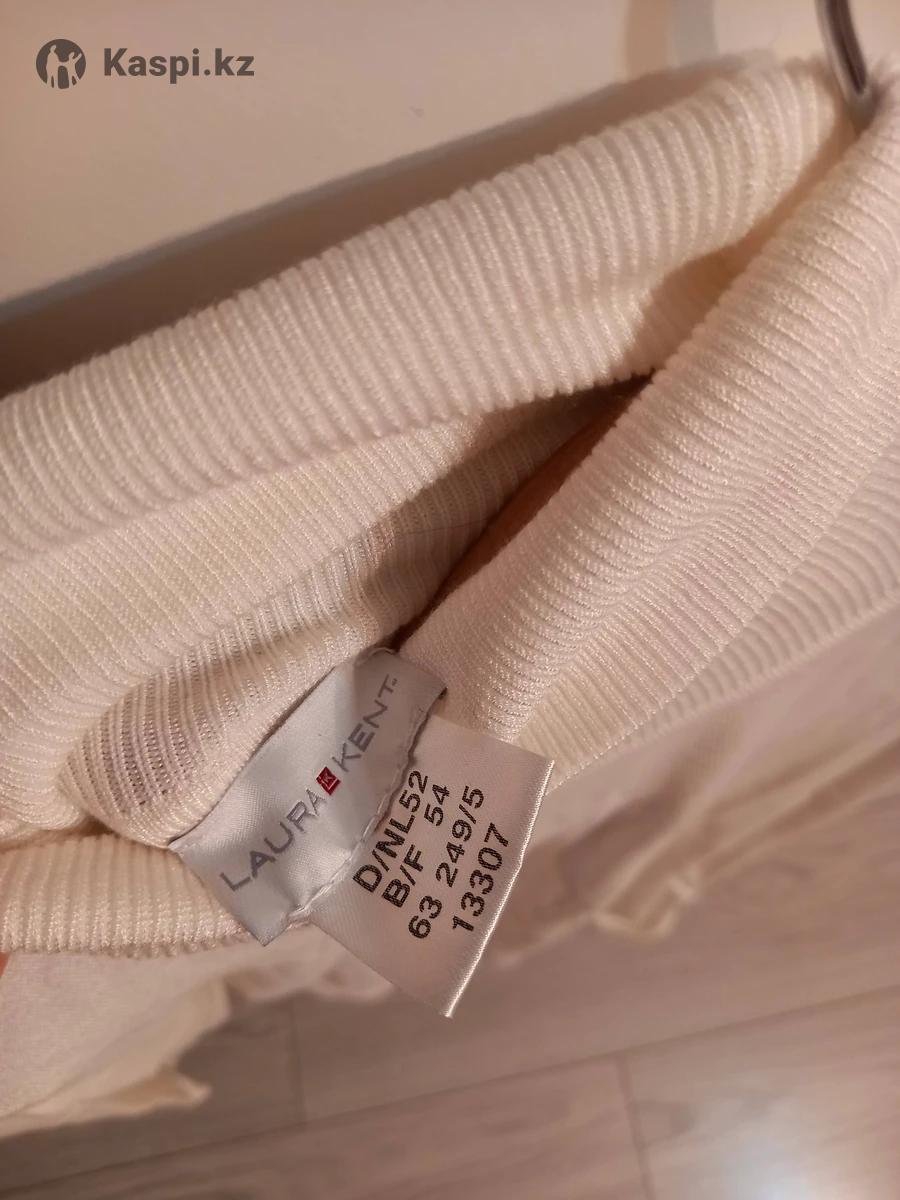 Kaspi.kz
LAURA KENT
D/NL52
B/F 54
63 249/5
13307